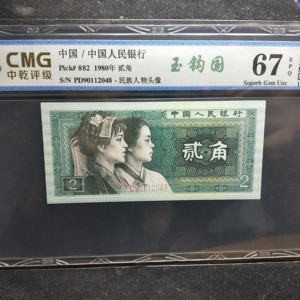 CMG
中乾评级
中国 / 中国人民银行
Pick# 882 1980年 贰角
S/N PD90112048 - 民族人物头像
玉钩国
67
EPQ
Superb Gem Unc
中国人民银行
贰角
PD90112048
2
2